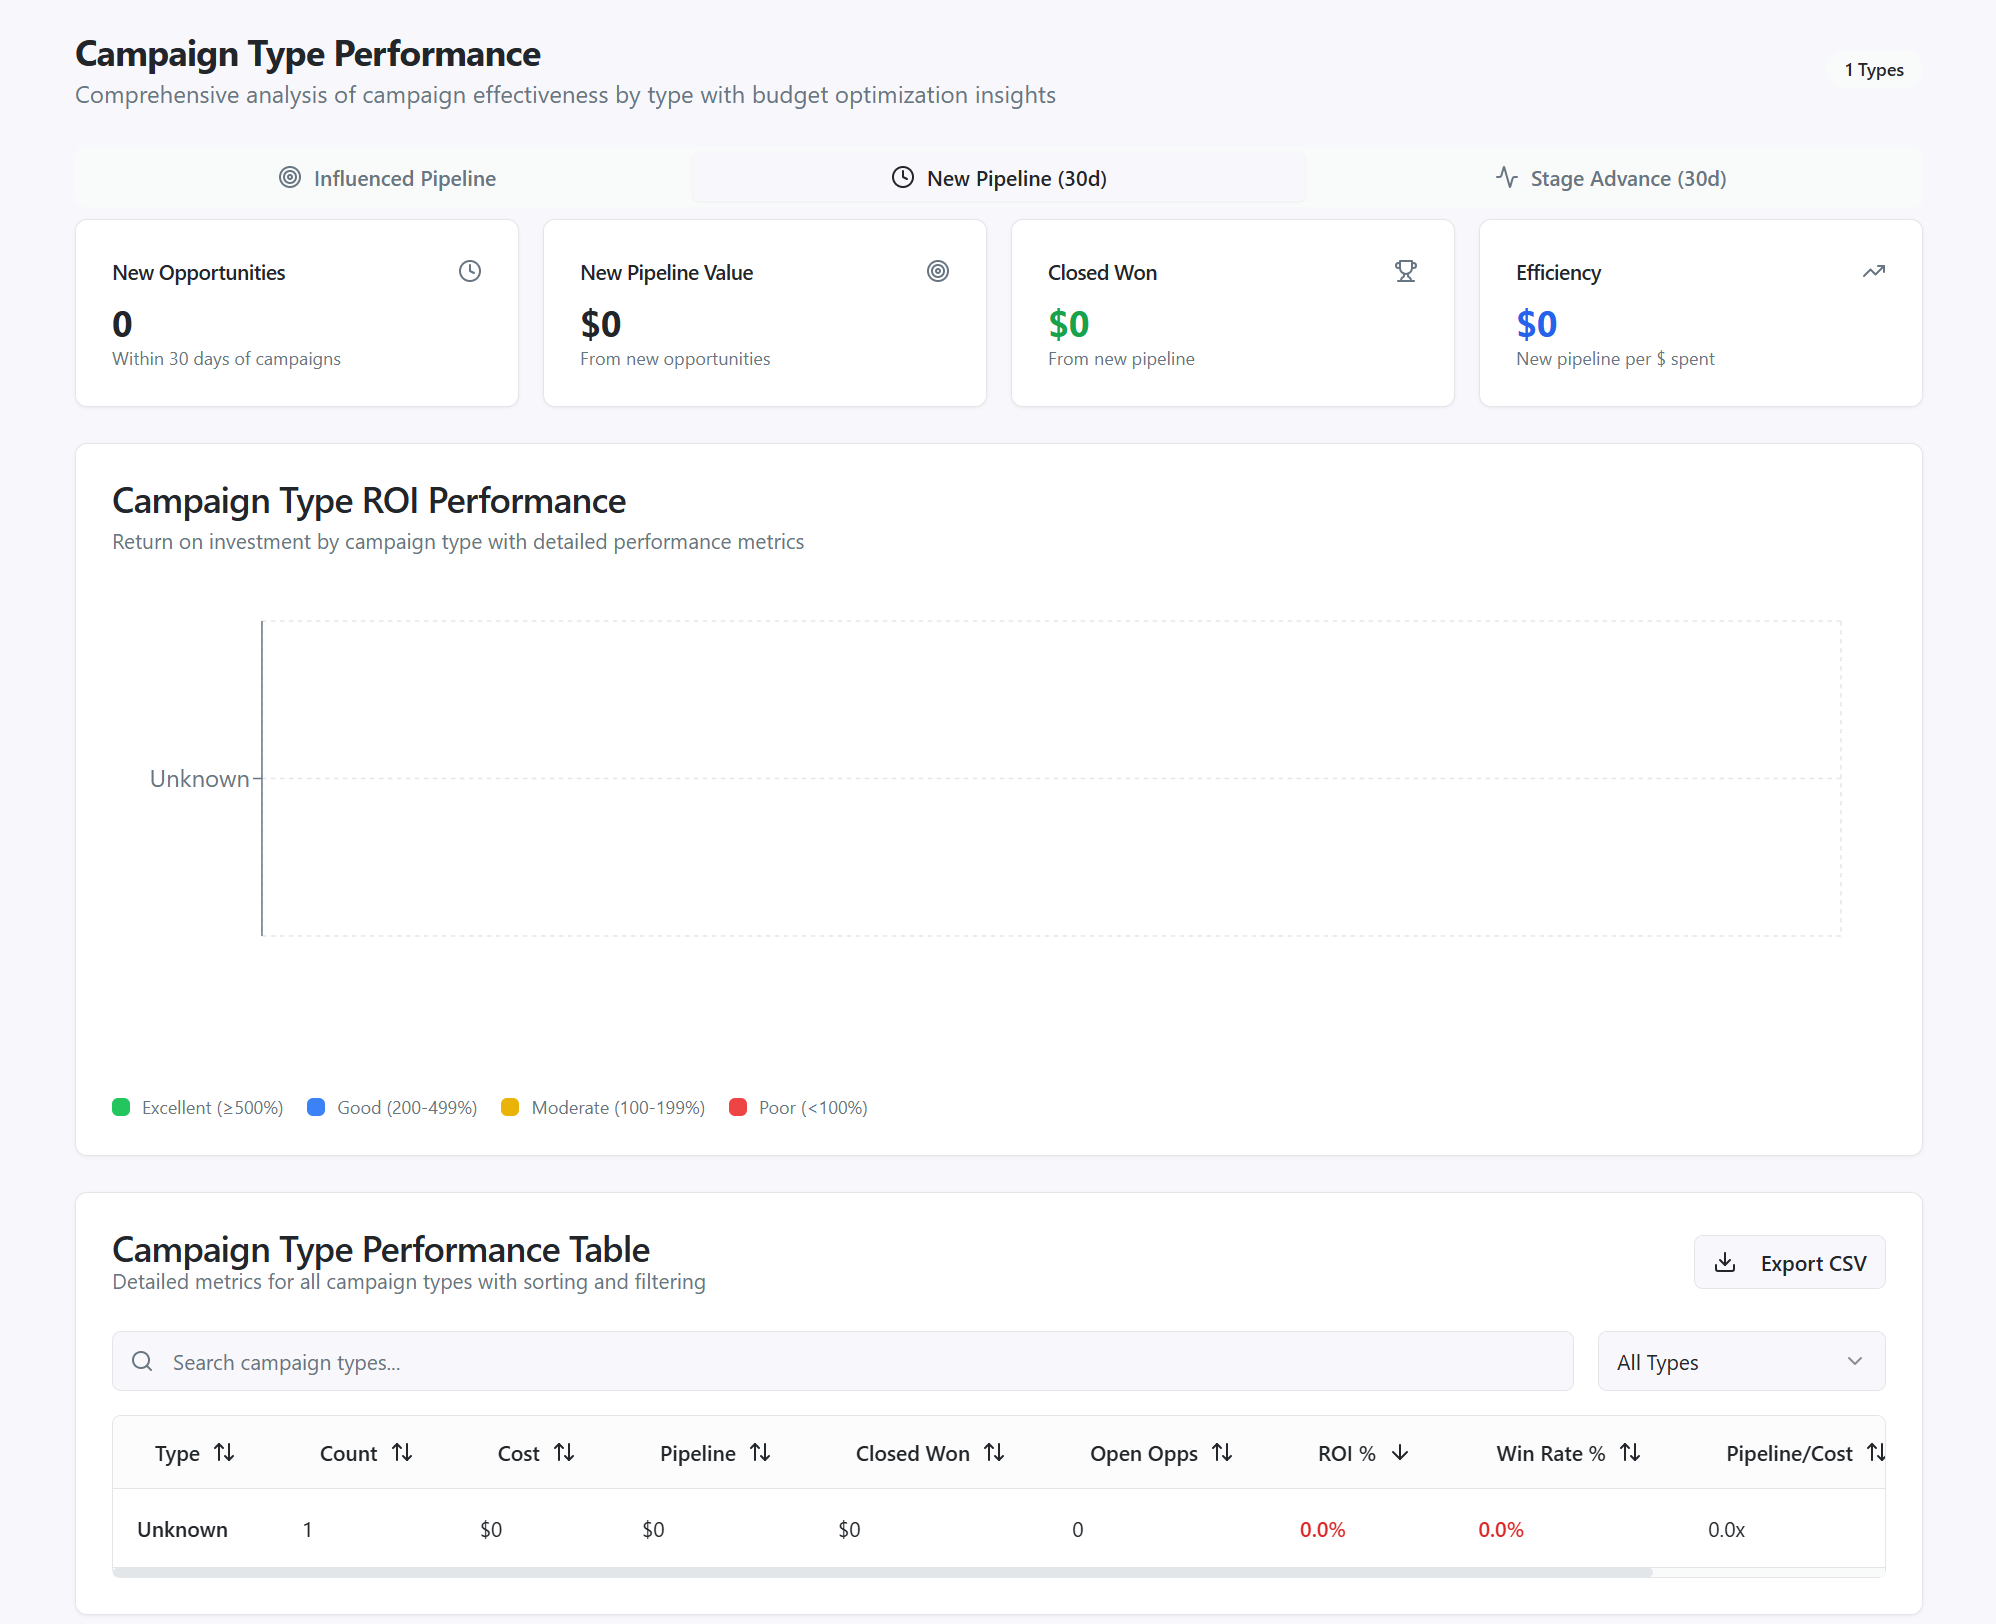 Campaign Type Performance
Comprehensive analysis of campaign effectiveness by type with budget optimization insights
1 Types
Influenced Pipeline
New Pipeline (30d)
Stage Advance (30d)
New Opportunities
0
Within 30 days of campaigns
New Pipeline Value
$0
From new opportunities
Closed Won
$0
From new pipeline
Efficiency
$0
New pipeline per $ spent
Campaign Type ROI Performance
Return on investment by campaign type with detailed performance metrics
Unknown
Excellent (≥500%) Good (200-499%) Moderate (100-199%) Poor (<100%)
Campaign Type Performance Table
Detailed metrics for all campaign types with sorting and filtering
Export CSV
Search campaign types...
All Types
Type Count Cost Pipeline Closed Won Open Opps ROI % Win Rate % Pipeline/Cost
Unknown 1 $0 $0 $0 0 0.0% 0.0% 0.0x